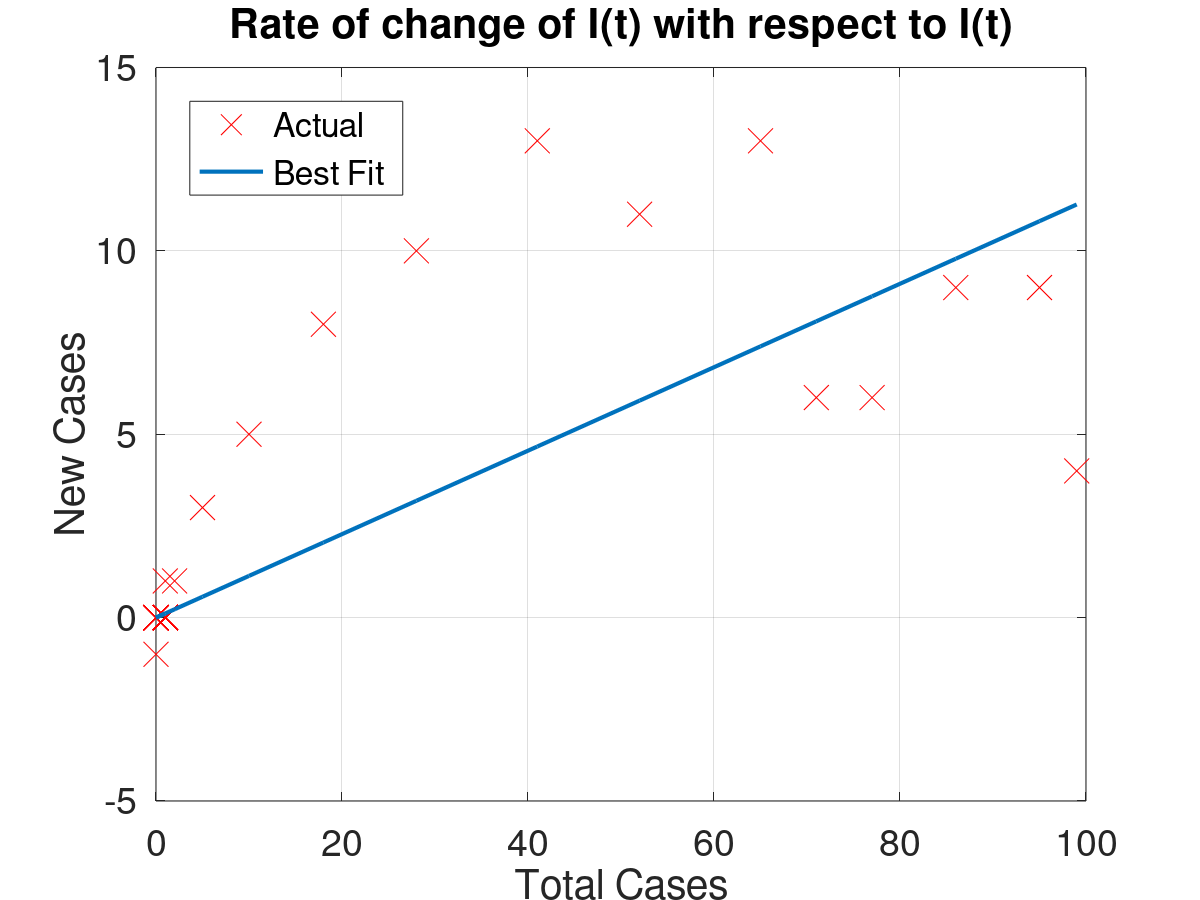 Rate of change of I(t) with respect to I(t)
15
10
5
0
-5
Actual
Best Fit
New Cases
0 20 40 60 80 100
Total Cases